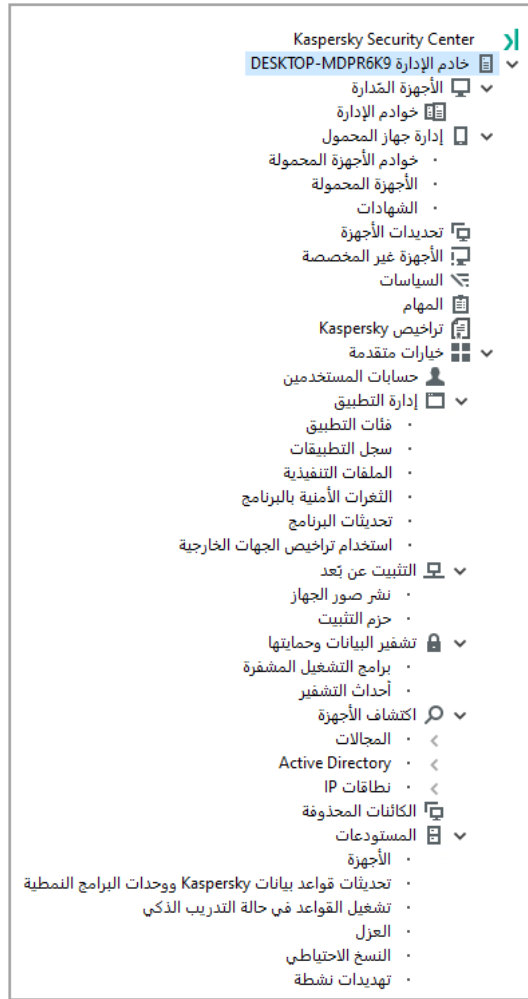 Kaspersky Security Center
خادم الإدارة DESKTOP-MDPR6K9
الأجهزة المُدارة
خوادم الإدارة
إدارة جهاز المحمول
خوادم الأجهزة المحمولة
الأجهزة المحمولة
الشهادات
تحديدات الأجهزة
الأجهزة غير المخصصة
السياسات
المهام
تراخيص Kaspersky
خيارات متقدمة
حسابات المستخدمين
إدارة التطبيق
فئات التطبيق
سجل التطبيقات
الملفات التنفيذية
الثغرات الأمنية بالبرنامج
تحديثات البرنامج
استخدام تراخيص الجهات الخارجية
التثبيت عن بُعد
نشر صور الجهاز
حزم التثبيت
تشفير البيانات وحمايتها
برامج التشغيل المشفرة
أحداث التشفير
اكتشاف الأجهزة
المجالات
Active Directory
نطاقات IP
الكائنات المحذوفة
المستودعات
الأجهزة
تحديثات قواعد بيانات Kaspersky ووحدات البرامج النمطية
تشغيل القواعد في حالة التدريب الذكي
العزل
النسخ الاحتياطي
تهديدات نشطة